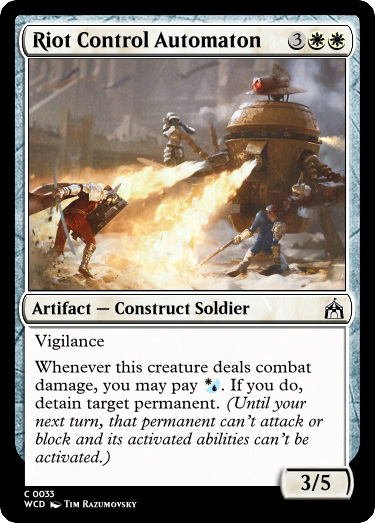 Riot Control Automaton 3
Artifact — Construct Soldier
Vigilance
Whenever this creature deals combat
damage, you may pay . If you do,
detain target permanent. (Until your
next turn, that permanent can't attack or
block and its activated abilities can't be
activated.)
3/5
C 0033
WCD Tim Razumovsky